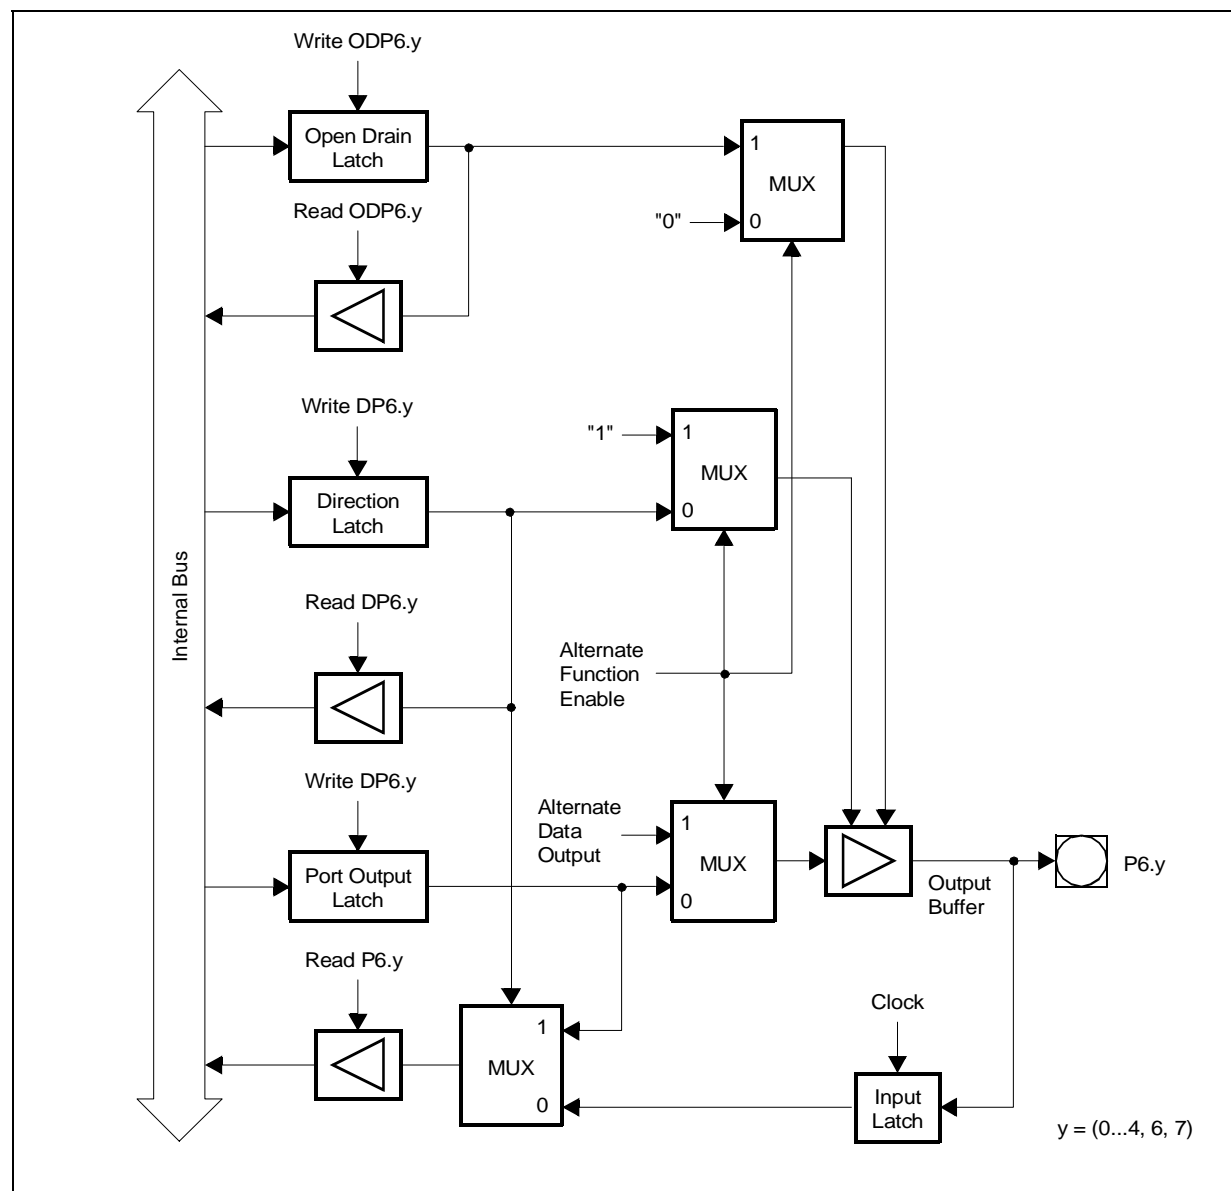 Write ODP6.y
Open Drain
Latch
1
MUX
Read ODP6.y
"0"
0
Write DP6.y
"1"
1
MUX
Direction
Latch
0
Internal Bus
Read DP6.y
Alternate
Function
Enable
Write DP6.y
Alternate
Data
Output
1
MUX
P6.y
Port Output
Latch
0
Output
Buffer
Read P6.y
Clock
1
MUX
0
Input
Latch
y = (0...4, 6, 7)